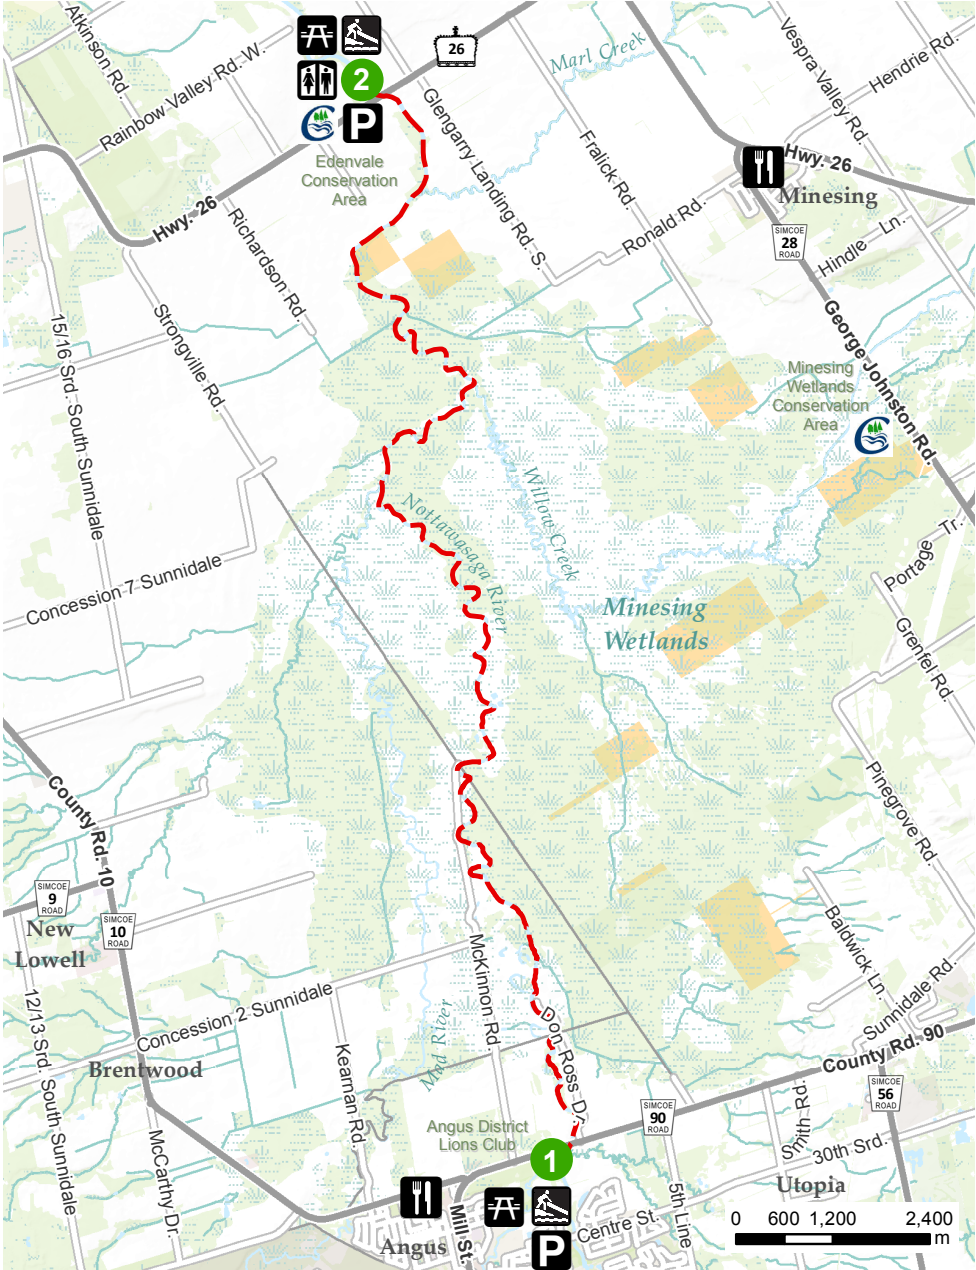 Atkinson Rd.
Rainbow Valley Rd. W.
2
P
26
Marl Creek
Vespra Valley Rd.
Hendrie Rd.
Edenvale
Conservation
Area
Glengarry Landing Rd. S.
Fralick Rd.
Hwy. 26
Minesing
Hwy. 26
Richardson Rd.
Ronald Rd.
SIMCOE
28
ROAD
Hindle Ln.
Strongville Rd.
15/16 Srd. South Sunnidale
George Johnston Rd.
Minesing
Wetlands
Conservation
Area
Nottawasaga River
Willow Creek
Portage Tr.
Concession 7 Sunnidale
Minesing
Wetlands
Grenfel Rd.
County Rd. 10
Pinegrove Rd.
SIMCOE
9
ROAD
New
Lowell
SIMCOE
10
ROAD
Baldwick Ln.
McKinnon Rd.
Sunnidale Rd.
12/13 Srd. South Sunnidale
Concession 2 Sunnidale
Mad River
Don Ross Dr.
Brentwood
Keaman Rd.
County Rd. 90
SIMCOE
56
ROAD
SIMCOE
90
ROAD
Smith Rd.
McCarthy Dr.
Angus District
Lions Club
1
30th Srd.
Utopia
5th Line
Mill St.
Centre St.
Angus
P
0 600 1,200 2,400
m